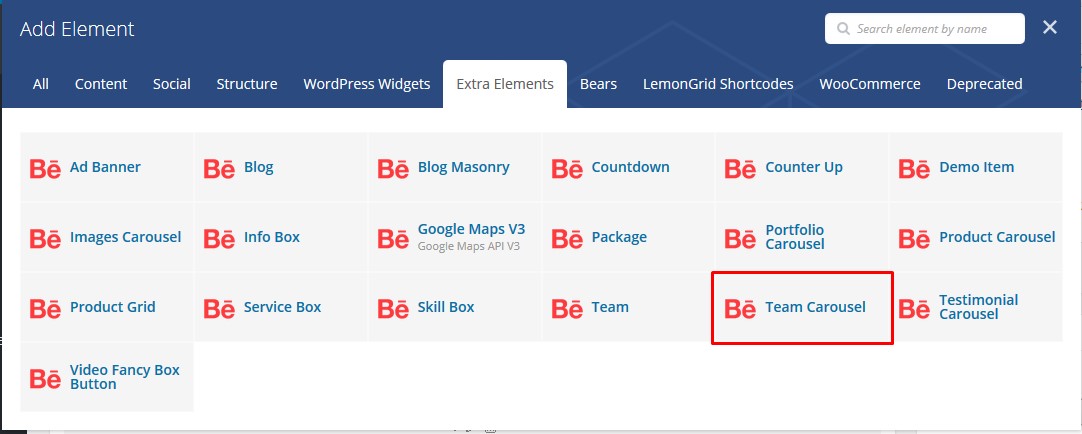 Add Element
Search element by name
All Content Social Structure WordPress Widgets Extra Elements Bears LemonGrid Shortcodes WooCommerce Deprecated
Bē Ad Banner Bē Blog Bē Blog Masonry Bē Countdown Bē Counter Up Bē Demo Item
Bē Images Carousel Bē Info Box Bē Google Maps V3 Bē Package Bē Portfolio Carousel Bē Product Carousel
Google Maps API V3
Bē Product Grid Bē Service Box Bē Skill Box Bē Team Bē Team Carousel Bē Testimonial Carousel
Bē Video Fancy Box
Button